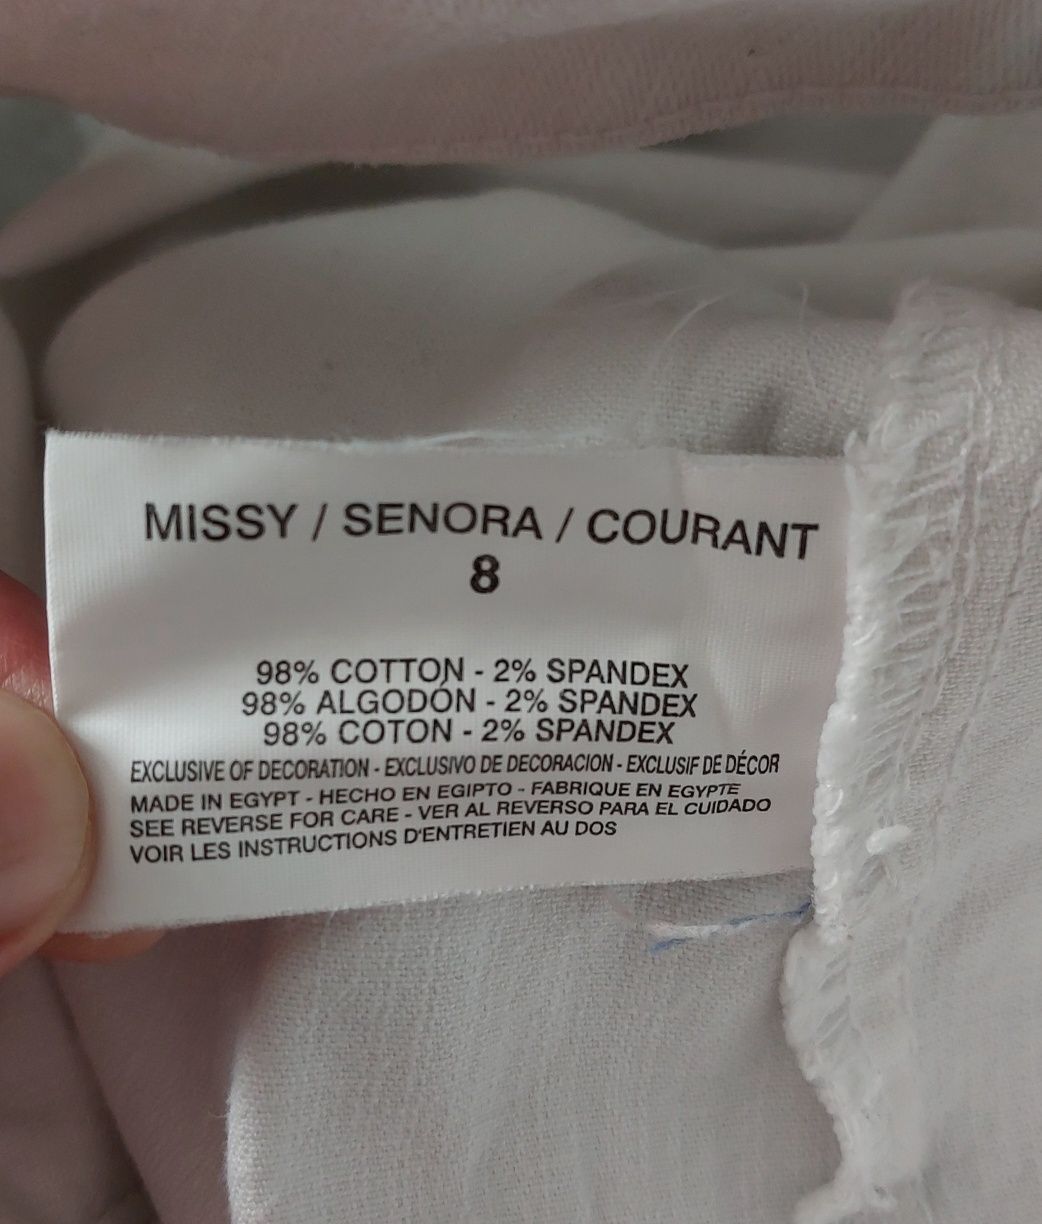 MISSY / SENORA / COURANT
8
98% COTTON - 2% SPANDEX
98% ALGODÓN - 2% SPANDEX
98% COTON - 2% SPANDEX
EXCLUSIVE OF DECORATION - EXCLUSIVO DE DECORACION - EXCLUSIF DE DÉCOR
MADE IN EGYPT - HECHO EN EGIPTO - FABRIQUE EN EGYPTE
SEE REVERSE FOR CARE - VER AL REVERSO PARA EL CUIDADO
VOIR LES INSTRUCTIONS D'ENTRETIEN AU DOS